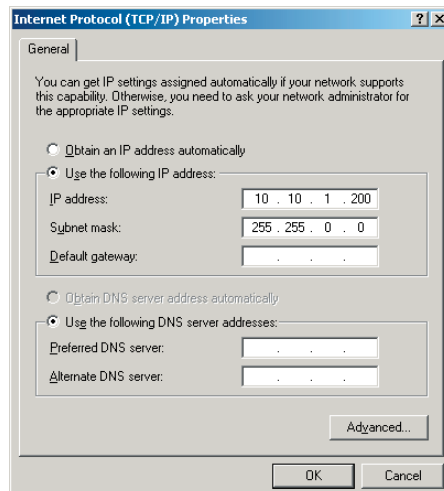 Internet Protocol (TCP/IP) Properties
General
You can get IP settings assigned automatically if your network supports
this capability. Otherwise, you need to ask your network administrator for
the appropriate IP settings.
Obtain an IP address automatically
Use the following IP address:
IP address: 10 . 10 . 1 . 200
Subnet mask: 255 . 255 . 0 . 0
Default gateway: . . .
Obtain DNS server address automatically
Use the following DNS server addresses:
Preferred DNS server: . . .
Alternate DNS server: . . .
Advanced...
OK Cancel